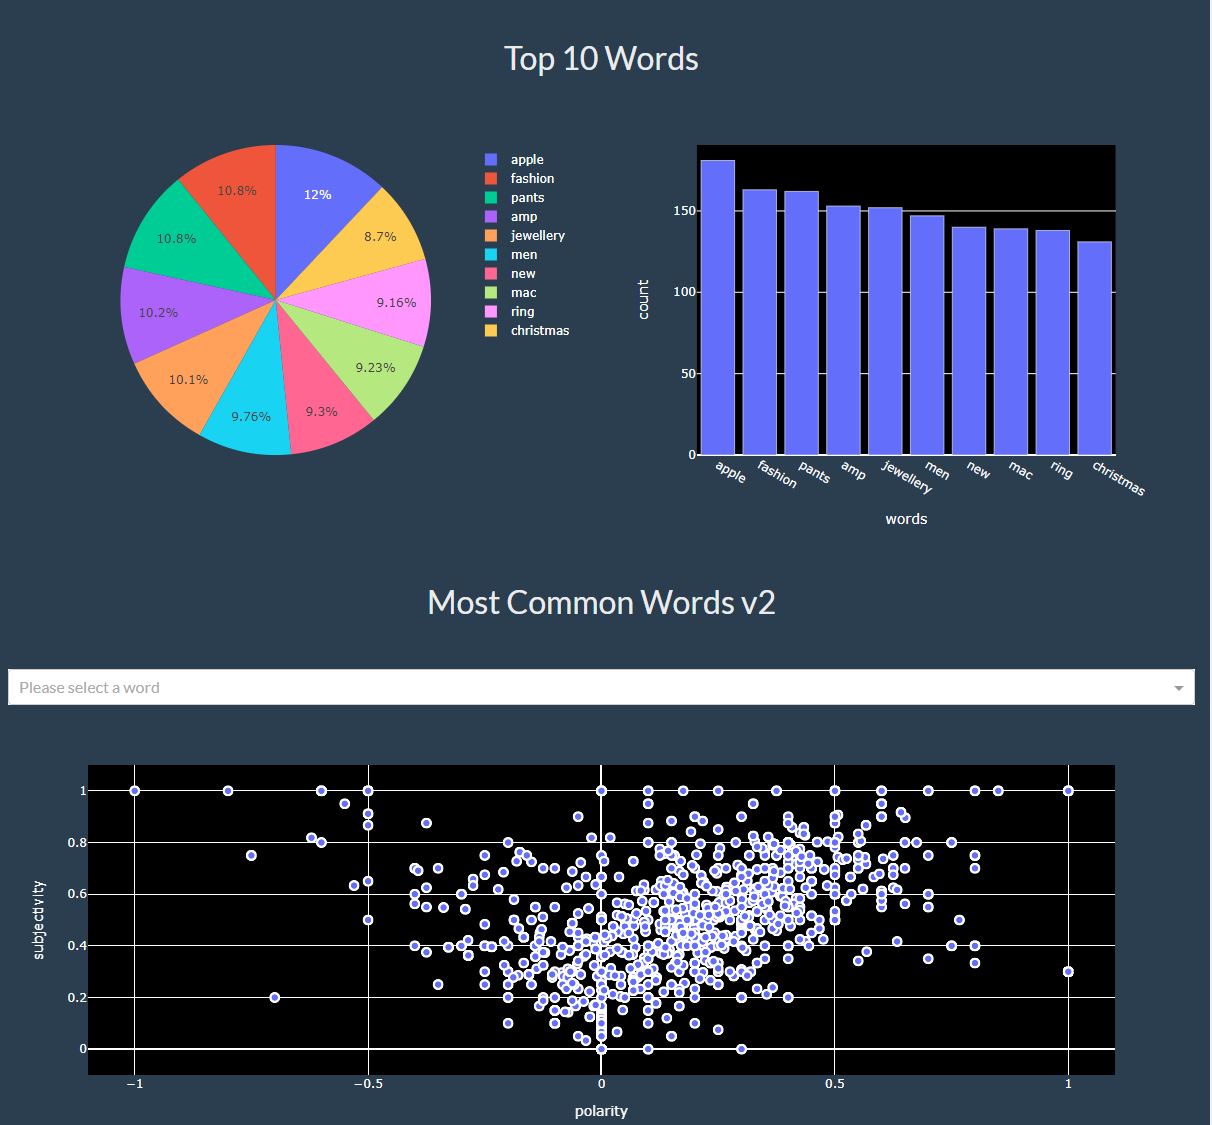 Top 10 Words
12%
8.7%
9.16%
9.23%
9.3%
9.76%
10.1%
10.2%
10.8%
10.8%
apple
fashion
pants
amp
jewellery
men
new
mac
ring
christmas
150
100
50
0
count
apple fashion pants amp jewellery men new mac ring christmas
words
Most Common Words v2
Please select a word
1
0.8
0.6
0.4
0.2
0
subjectivity
−1 −0.5 0 0.5 1
polarity